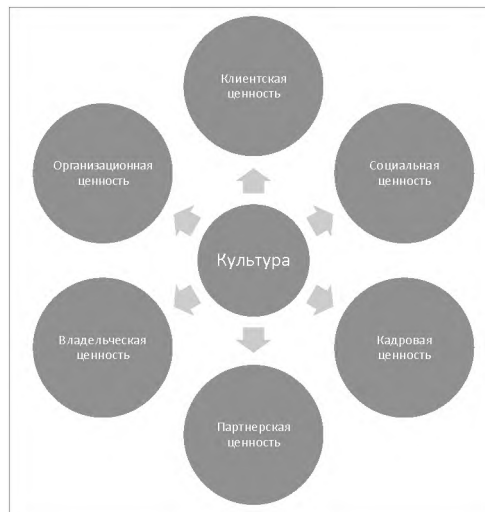 Клиентская
ценность
Организационная
ценность
Социальная
ценность
Культура
Владельческая
ценность
Кадровая
ценность
Партнерская
ценность